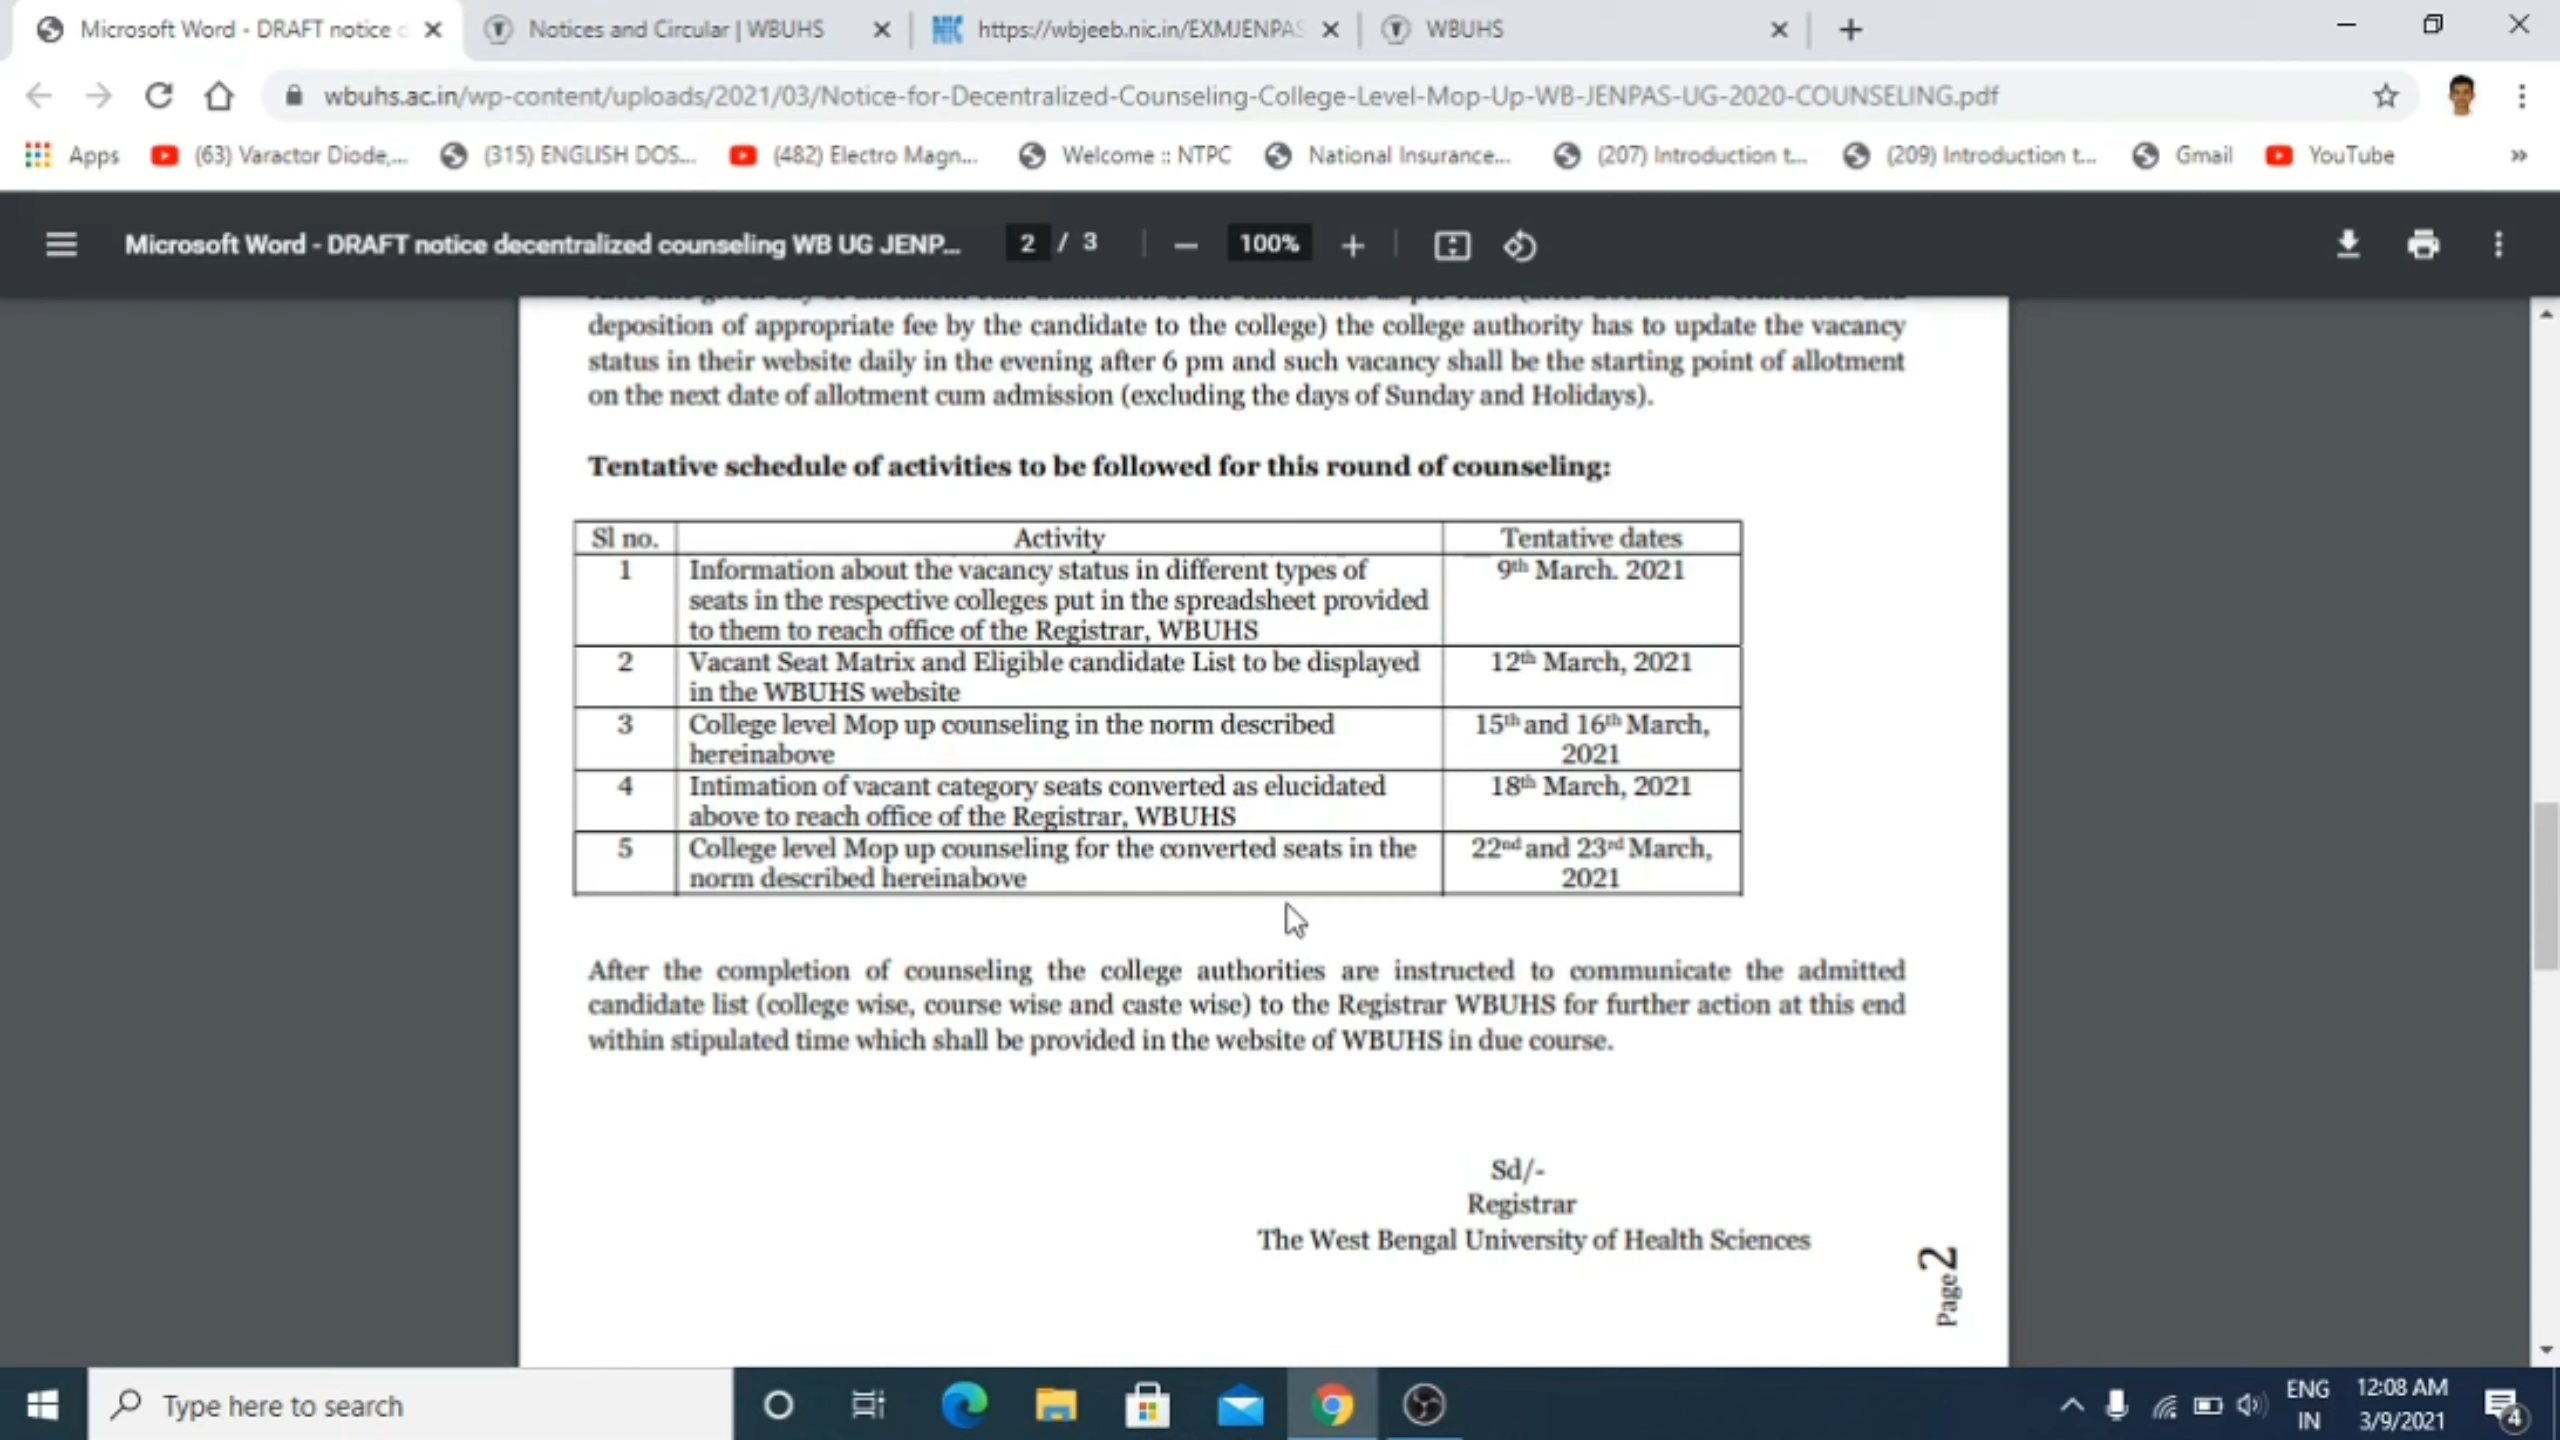 Microsoft Word - DRAFT notice
Notices and Circular | WBUHS
https://wbjeeb.nic.in/EXMJENPAS
WBUHS
wbuhs.ac.in/wp-content/uploads/2021/03/Notice-for-Decentralized-Counseling-College-Level-Mop-Up-WB-JENPAS-UG-2020-COUNSELING.pdf
Apps
(63) Varactor Diode,...
(315) ENGLISH DOS...
(482) Electro Magn...
Welcome :: NTPC
National Insurance...
(207) Introduction t...
(209) Introduction t...
Gmail
YouTube
»
Microsoft Word - DRAFT notice decentralized counseling WB UG JENP...
2 / 3
100%
deposition of appropriate fee by the candidate to the college) the college authority has to update the vacancy
status in their website daily in the evening after 6 pm and such vacancy shall be the starting point of allotment
on the next date of allotment cum admission (excluding the days of Sunday and Holidays).
Tentative schedule of activities to be followed for this round of counseling:
Sl no. Activity Tentative dates
1 Information about the vacancy status in different types of 9th March. 2021
seats in the respective colleges put in the spreadsheet provided
to them to reach office of the Registrar, WBUHS
2 Vacant Seat Matrix and Eligible candidate List to be displayed 12th March, 2021
in the WBUHS website
3 College level Mop up counseling in the norm described 15th and 16th March,
hereinabove 2021
4 Intimation of vacant category seats converted as elucidated 18th March, 2021
above to reach office of the Registrar, WBUHS
5 College level Mop up counseling for the converted seats in the 22nd and 23rd March,
norm described hereinabove 2021
After the completion of counseling the college authorities are instructed to communicate the admitted
candidate list (college wise, course wise and caste wise) to the Registrar WBUHS for further action at this end
within stipulated time which shall be provided in the website of WBUHS in due course.
Sd/-
Registrar
The West Bengal University of Health Sciences
Page 2
Type here to search
ENG
IN
12:08 AM
3/9/2021
4